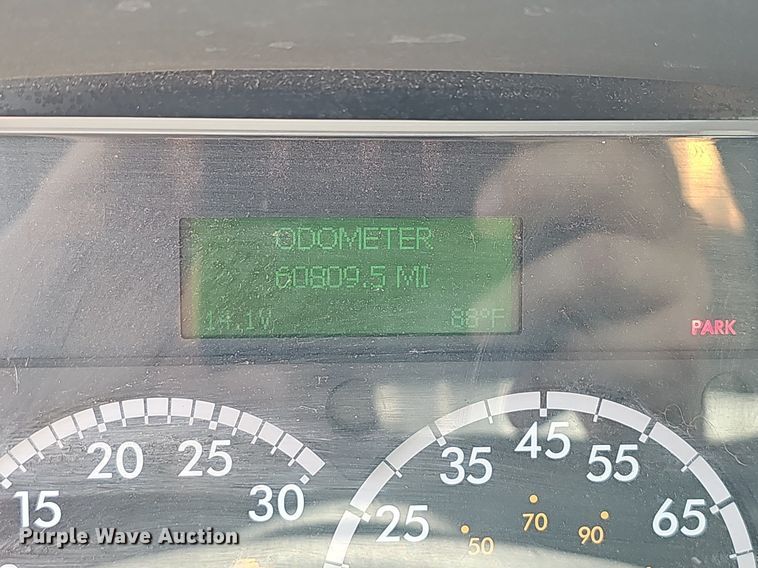 ODOMETER
60809.5 MI
14.1V 88°F
PARK
15 20 25 30
25 35 45 55 65
50 70 90
Purple Wave Auction